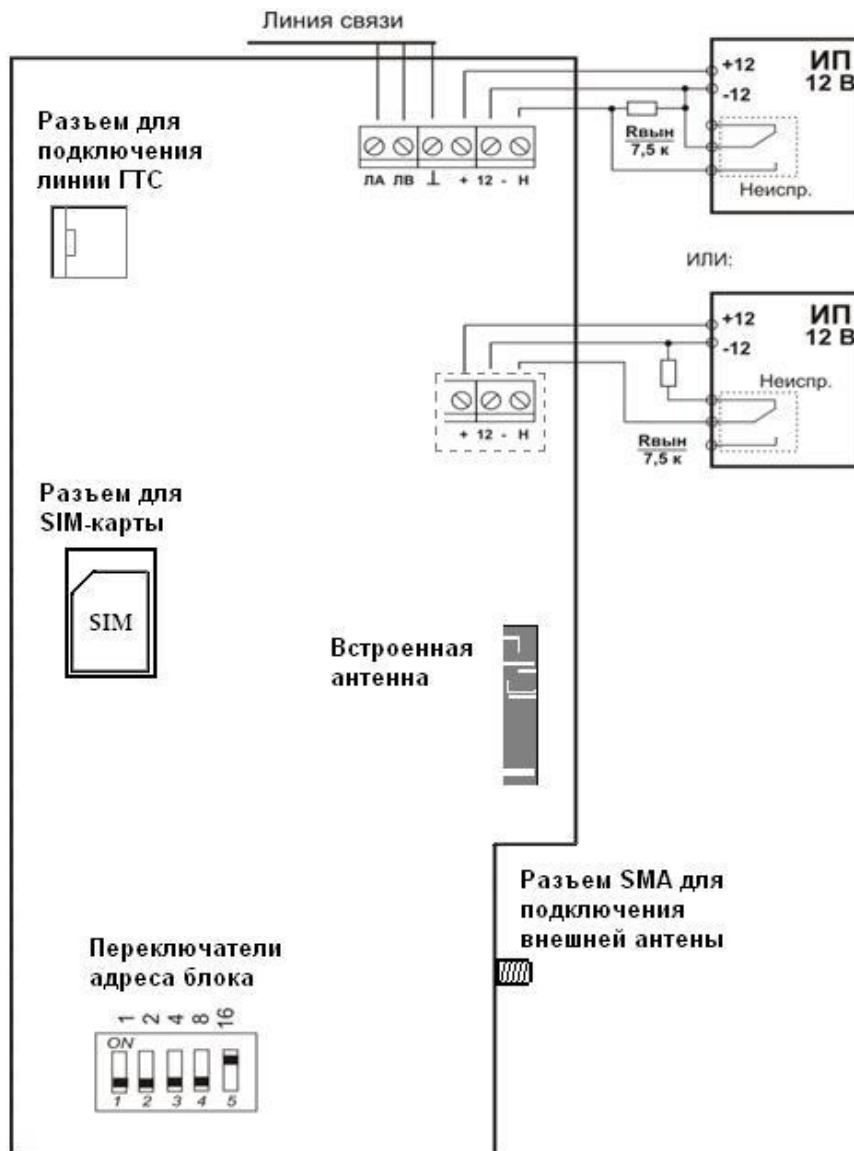 Линия связи
+12
ИП
12 В
-12
Rвын
7,5 к
Неиспр.
Разъем для
подключения
линии ГТС
ЛА ЛВ ⊥ + 12 - Н
ИЛИ:
+12
ИП
12 В
-12
Неиспр.
+ 12 - Н
Rвын
7,5 к
Разъем для
SIM-карты
SIM
Встроенная
антенна
Разъем SMA для
подключения
внешней антены
Переключатели
адреса блока
1 2 4 8 16
ON
1 2 3 4 5